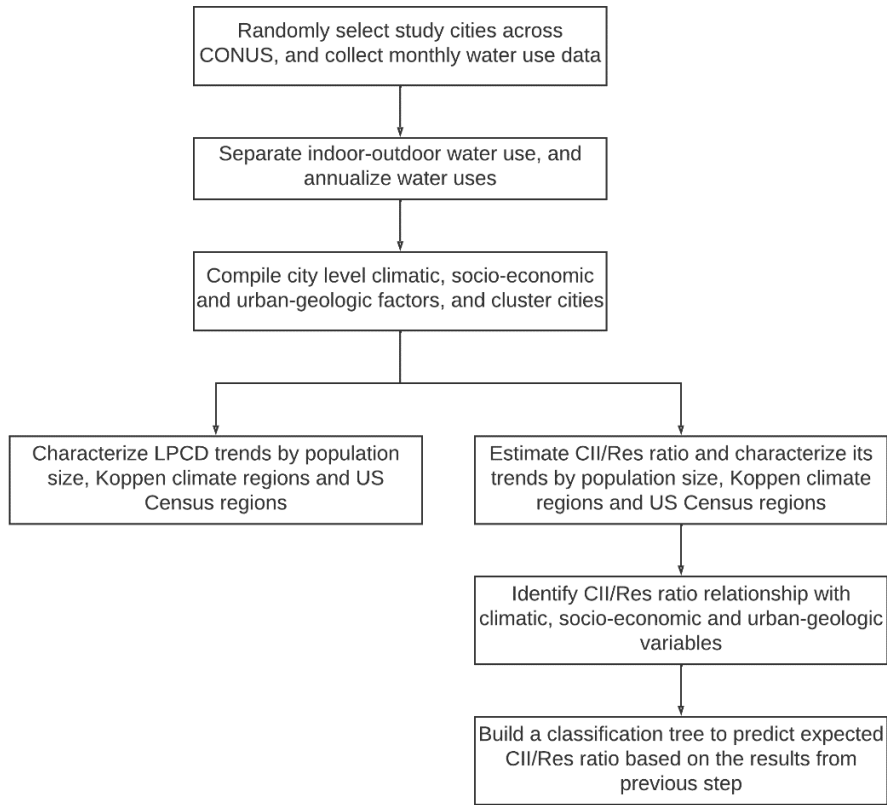 Randomly select study cities across
CONUS, and collect monthly water use data
Separate indoor-outdoor water use, and
annualize water uses
Compile city level climatic, socio-economic
and urban-geologic factors, and cluster cities
Characterize LPCD trends by population
size, Koppen climate regions and US
Census regions
Estimate CII/Res ratio and characterize its
trends by population size, Koppen climate
regions and US Census regions
Identify CII/Res ratio relationship with
climatic, socio-economic and urban-geologic
variables
Build a classification tree to predict expected
CII/Res ratio based on the results from
previous step